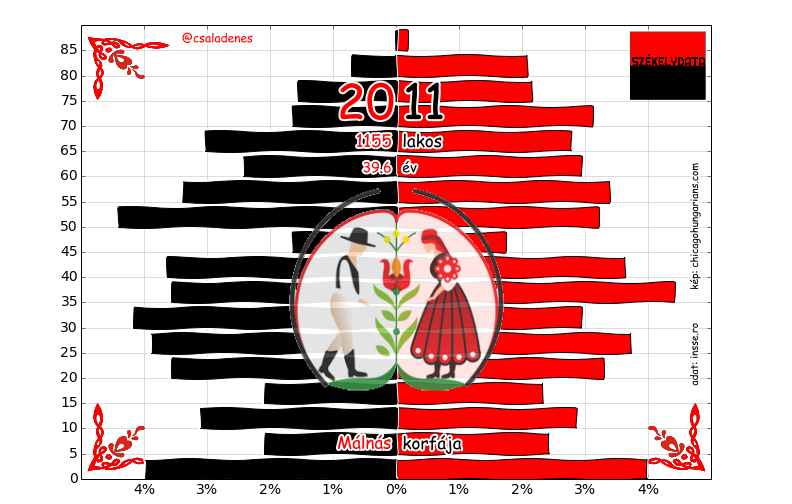 @csaladenes
SZÉKELYDATA
2011
1155 lakos
39.6 év
kép: chicagohungarians.com
adat: insse.ro
Málnás korfája
85
80
75
70
65
60
55
50
45
40
35
30
25
20
15
10
5
0
4% 3% 2% 1% 0% 1% 2% 3% 4%